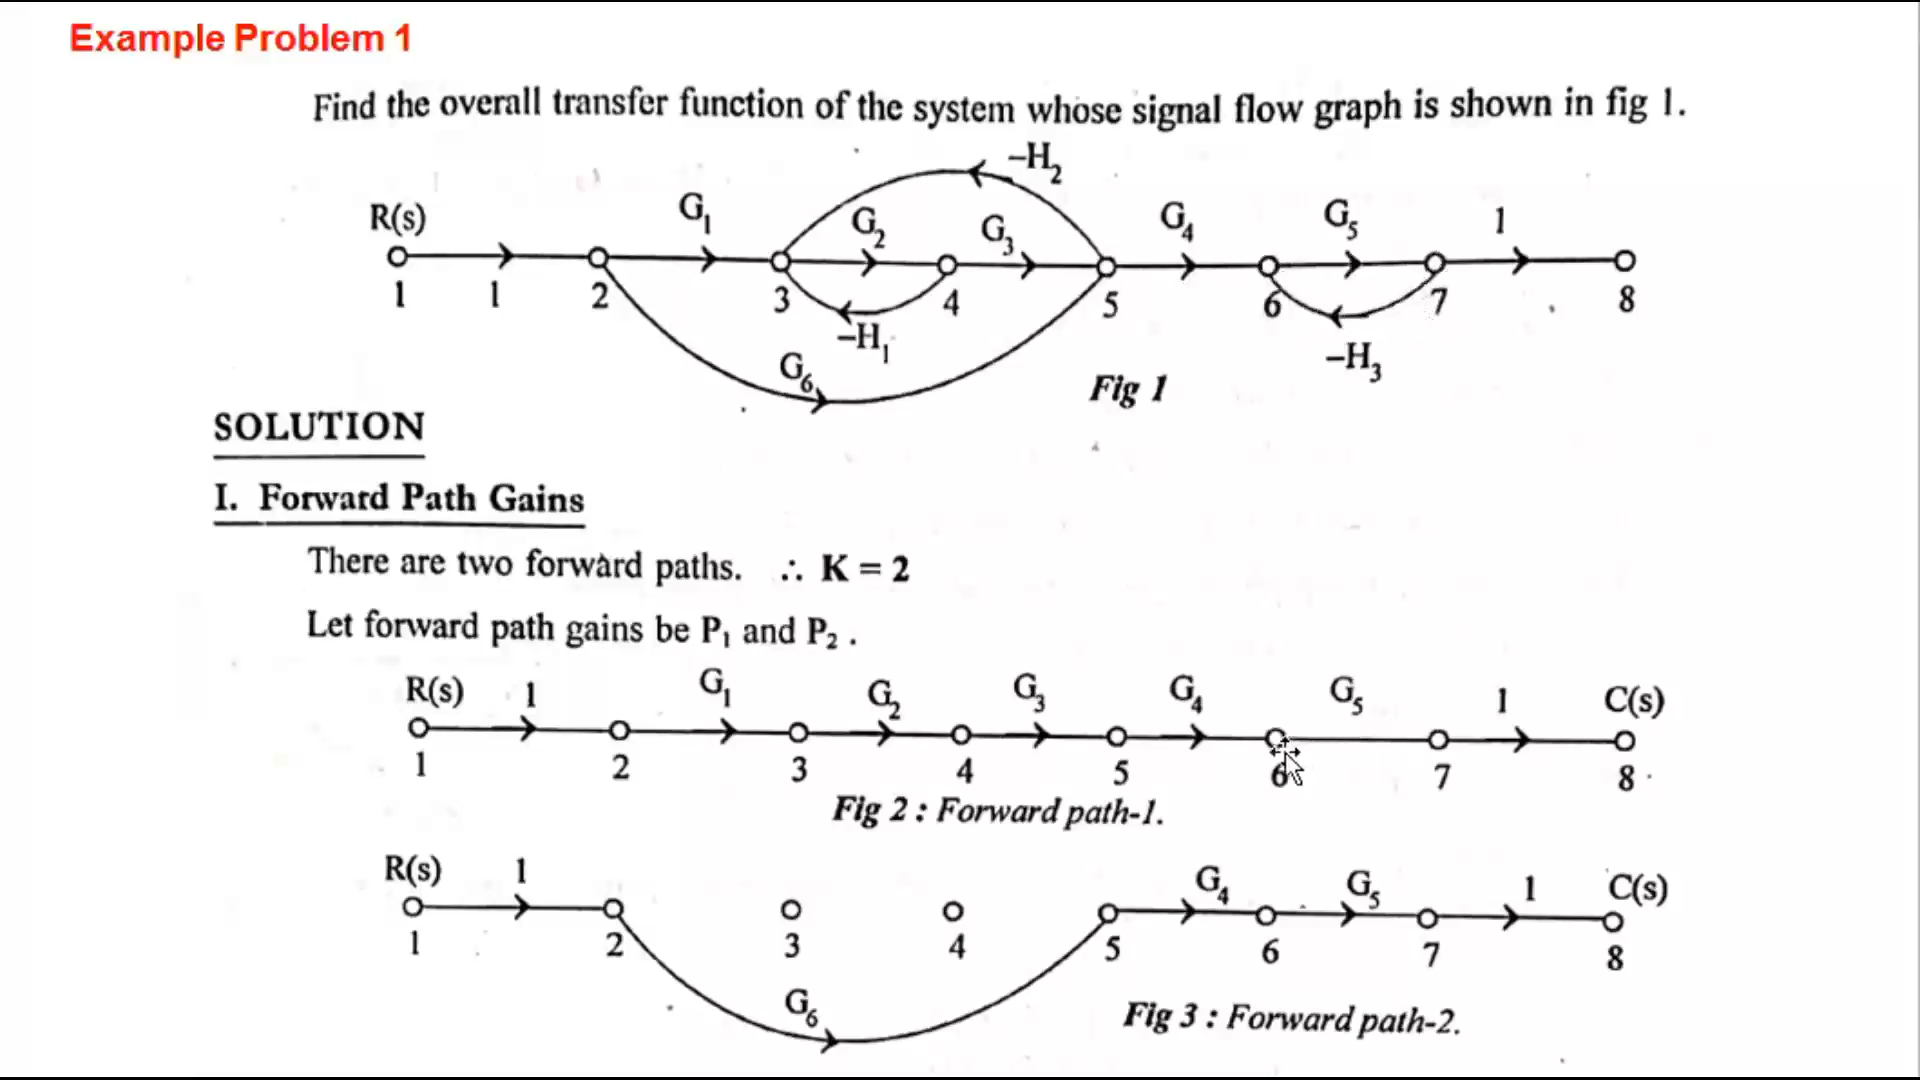 Example Problem 1
Find the overall transfer function of the system whose signal flow graph is shown in fig 1.
–H₂
R(s) G₁ G₂ G₃ G₄ G₅ 1
1 1 2 3 4 5 6 7 8
–H₁
G₆
–H₃
Fig 1
SOLUTION
I. Forward Path Gains
There are two forward paths. ∴ K = 2
Let forward path gains be P₁ and P₂ .
R(s) 1 G₁ G₂ G₃ G₄ G₅ 1 C(s)
1 2 3 4 5 6 7 8
Fig 2 : Forward path-1.
R(s) 1 G₄ G₅ 1 C(s)
1 2 3 4 5 6 7 8
G₆
Fig 3 : Forward path-2.